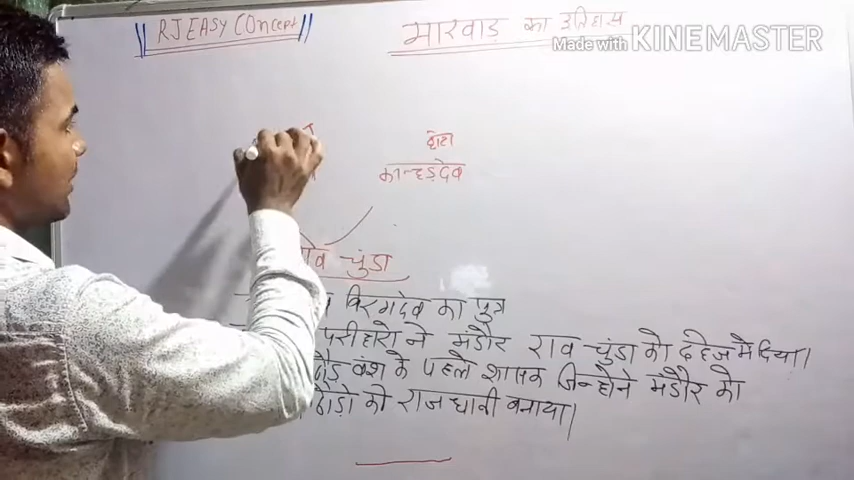 RJ EASY CONCEPT
मारवाड़ का इतिहास
Made with KINEMASTER
छोटा
कान्हड़देव
राव चुंडा
विरमदेव का पुत्र
परीहारो ने मंडौर राव चुंडा को दहेज मे दिया।
वंश के पहले शासक जिन्होने मंडौर को
को राजधानी बनाया।